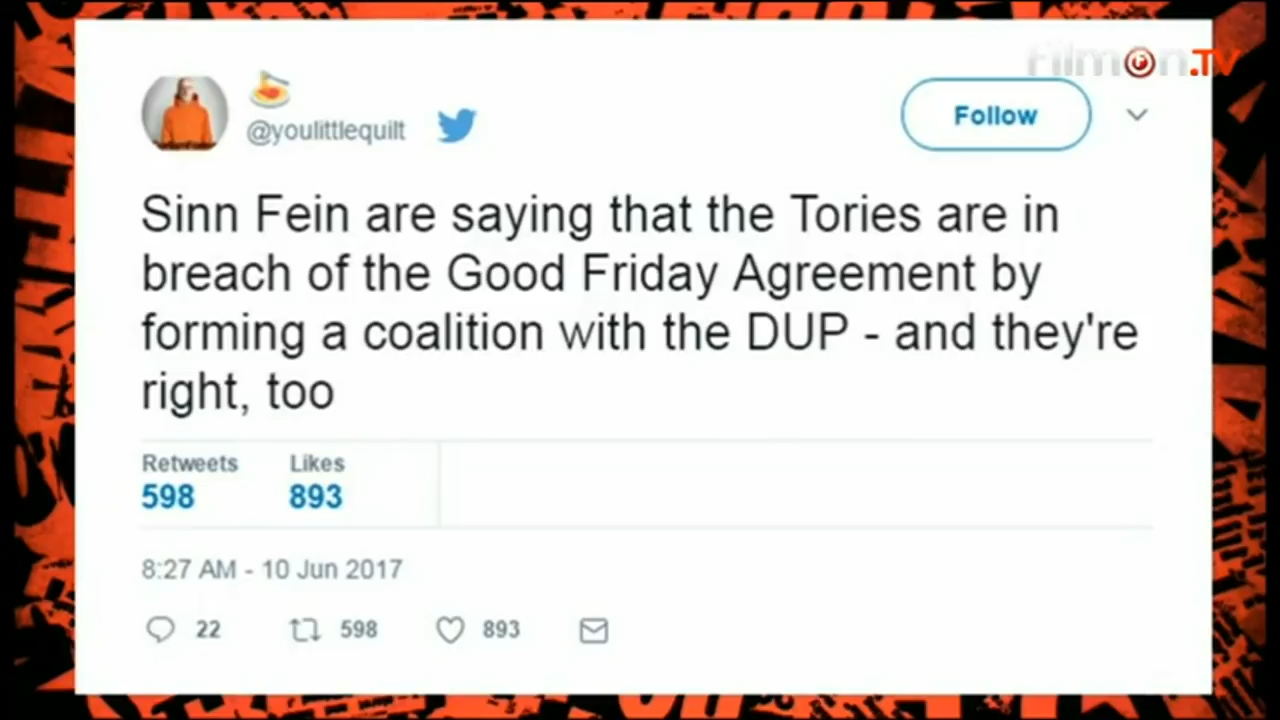 filmon.TV
@youlittlequilt
Follow
Sinn Fein are saying that the Tories are in
breach of the Good Friday Agreement by
forming a coalition with the DUP - and they're
right, too
Retweets Likes
598 893
8:27 AM - 10 Jun 2017
22 598 893